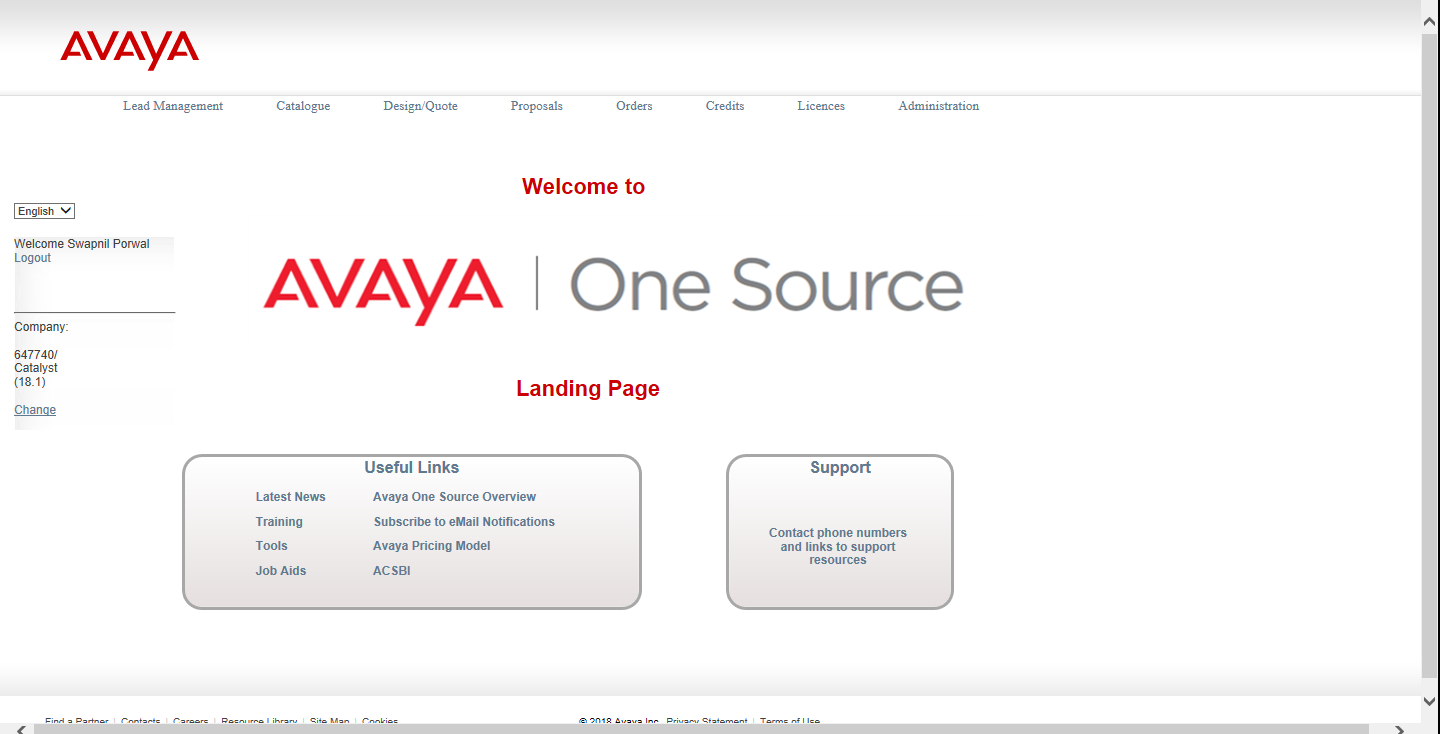 AVAYA
Lead Management Catalogue Design/Quote Proposals Orders Credits Licences Administration
Welcome to
English
Welcome Swapnil Porwal
Logout
AVAYA | One Source
Company:
647740/
Catalyst
(18.1)
Landing Page
Change
Useful Links
Latest News Avaya One Source Overview
Training Subscribe to eMail Notifications
Tools Avaya Pricing Model
Job Aids ACSBI
Support
Contact phone numbers
and links to support
resources
Find a Partner | Contacts | Careers | Resource Library | Site Map | Cookies © 2018 Avaya Inc. Privacy Statement | Terms of Use